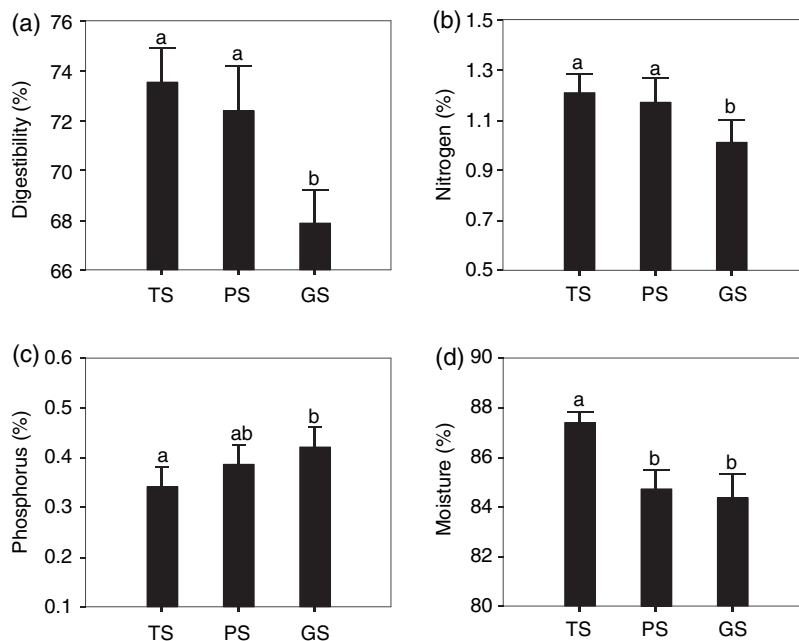 (a)
Digestibility (%)
76
74
72
70
68
66
a
a
b
TS PS GS
(b)
Nitrogen (%)
1.5
1.3
1.1
0.9
0.7
0.5
a
a
b
TS PS GS
(c)
Phosphorus (%)
0.6
0.5
0.4
0.3
0.2
0.1
a
ab
b
TS PS GS
(d)
Moisture (%)
90
88
86
84
82
80
a
b
b
TS PS GS